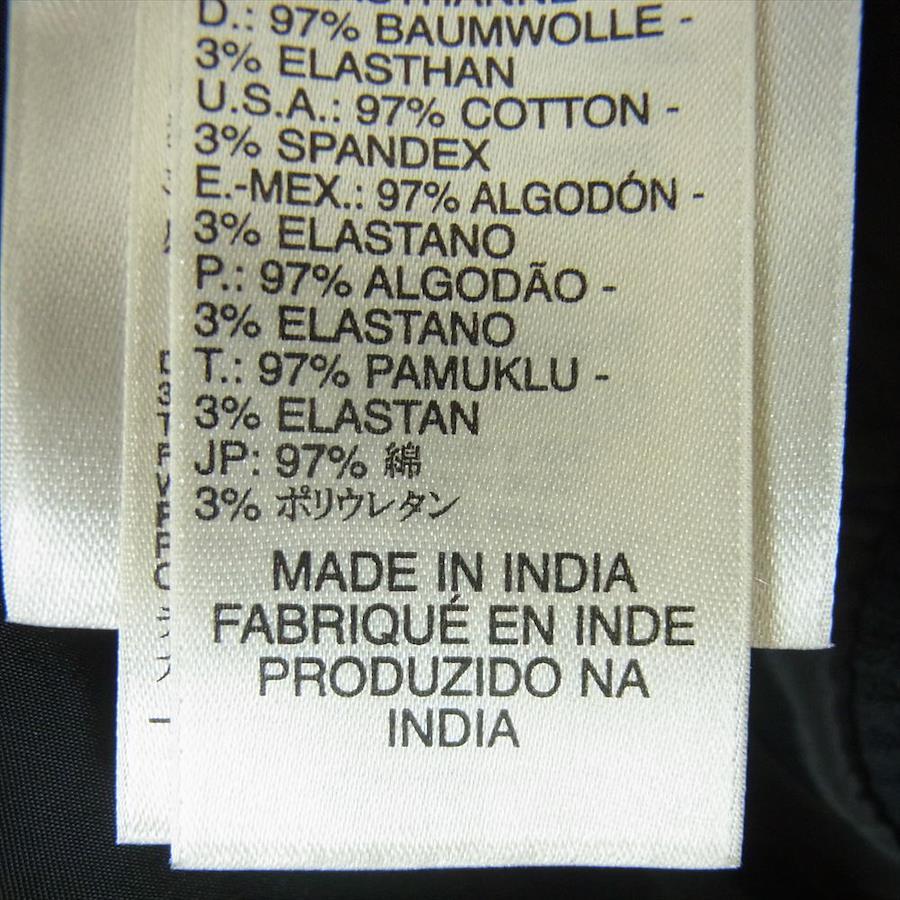 D.: 97% BAUMWOLLE -
3% ELASTHAN
U.S.A.: 97% COTTON -
3% SPANDEX
E.-MEX.: 97% ALGODÓN -
3% ELASTANO
P.: 97% ALGODÃO -
3% ELASTANO
T.: 97% PAMUKLU -
3% ELASTAN
JP: 97% 綿
3% ポリウレタン
MADE IN INDIA
FABRIQUÉ EN INDE
PRODUZIDO NA
INDIA